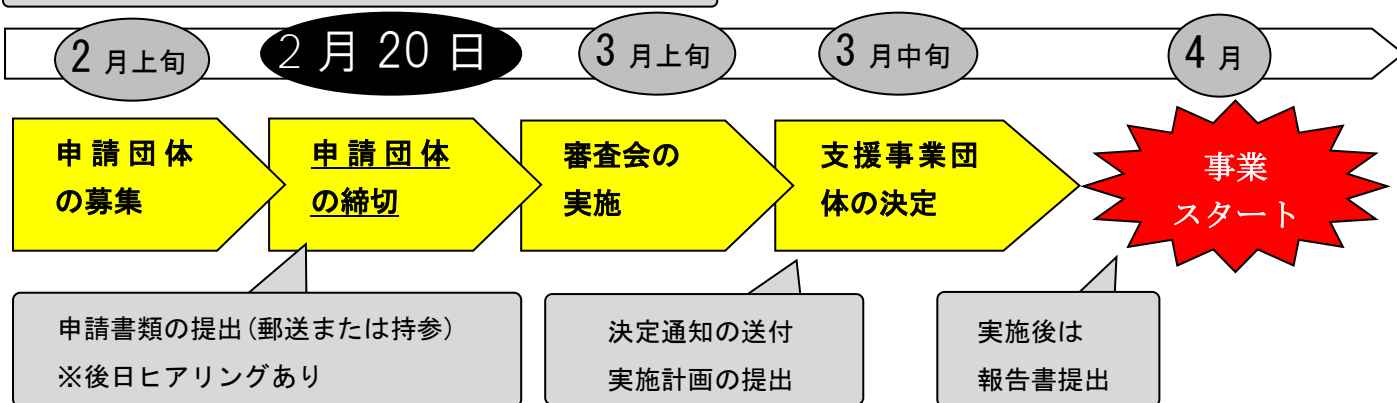 2月上旬
2月20日
3月上旬
3月中旬
4月
申請団体
の募集
申請団体
の締切
審査会の
実施
支援事業団
体の決定
事業
スタート
申請書類の提出(郵送または持参)
※後日ヒアリングあり
決定通知の送付
実施計画の提出
実施後は
報告書提出